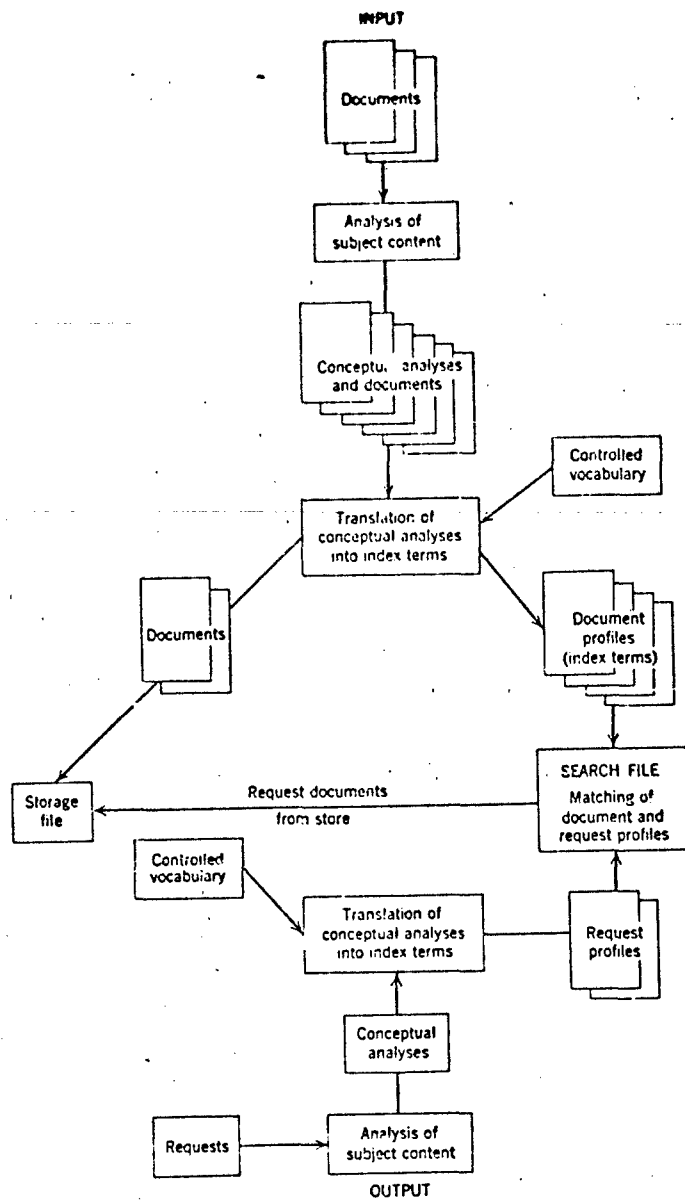 INPUT
Documents
Analysis of
subject content
Conceptual analyses
and documents
Controlled
vocabulary
Translation of
conceptual analyses
into index terms
Documents
Document
profiles
(index terms)
Storage
file
Request documents
from store
SEARCH FILE
Matching of
document and
request profiles
Controlled
vocabulary
Translation of
conceptual analyses
into index terms
Request
profiles
Conceptual
analyses
Requests
Analysis of
subject content
OUTPUT